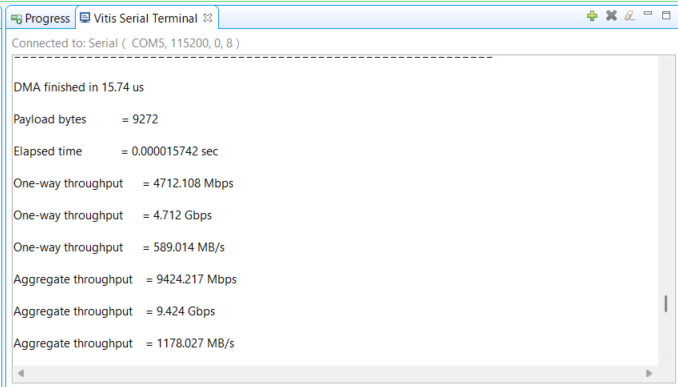 Progress Vitis Serial Terminal
Connected to: Serial ( COM5, 115200, 0, 8 )
------------------------------------------------------------
DMA finished in 15.74 us
Payload bytes = 9272
Elapsed time = 0.000015742 sec
One-way throughput = 4712.108 Mbps
One-way throughput = 4.712 Gbps
One-way throughput = 589.014 MB/s
Aggregate throughput = 9424.217 Mbps
Aggregate throughput = 9.424 Gbps
Aggregate throughput = 1178.027 MB/s